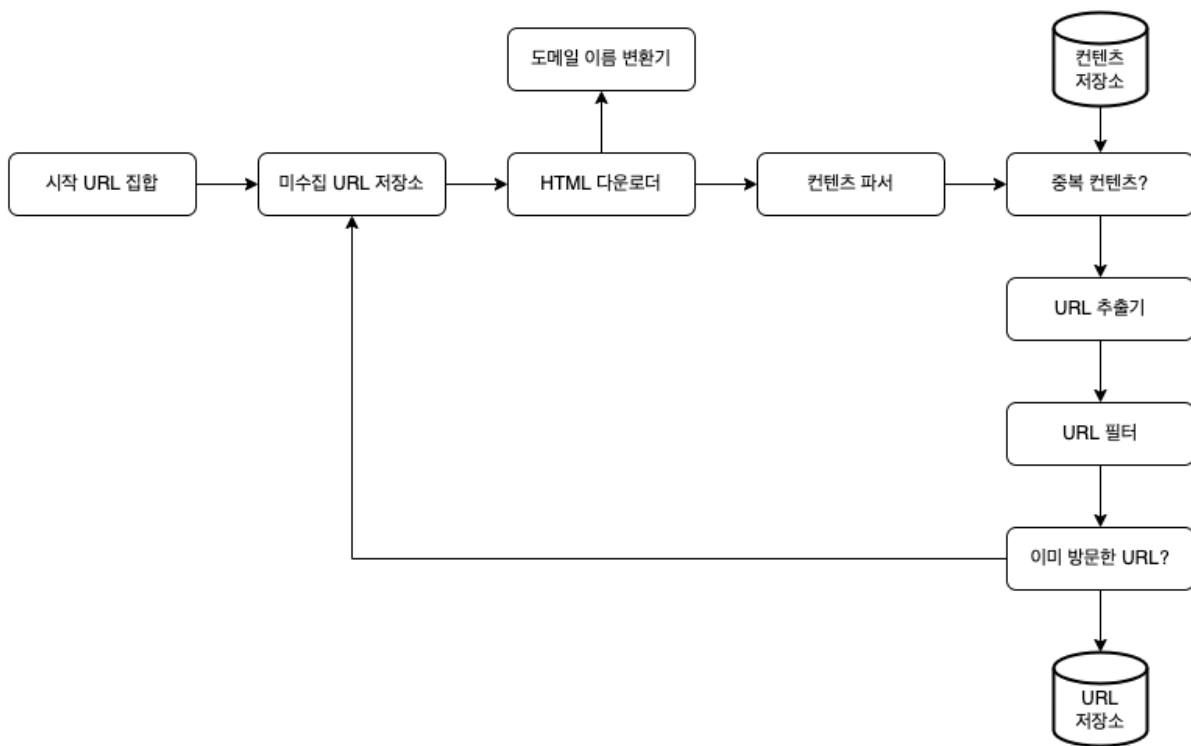 도메일 이름 변환기
컨텐츠
저장소
시작 URL 집합
미수집 URL 저장소
HTML 다운로더
컨텐츠 파서
중복 컨텐츠?
URL 추출기
URL 필터
이미 방문한 URL?
URL
저장소